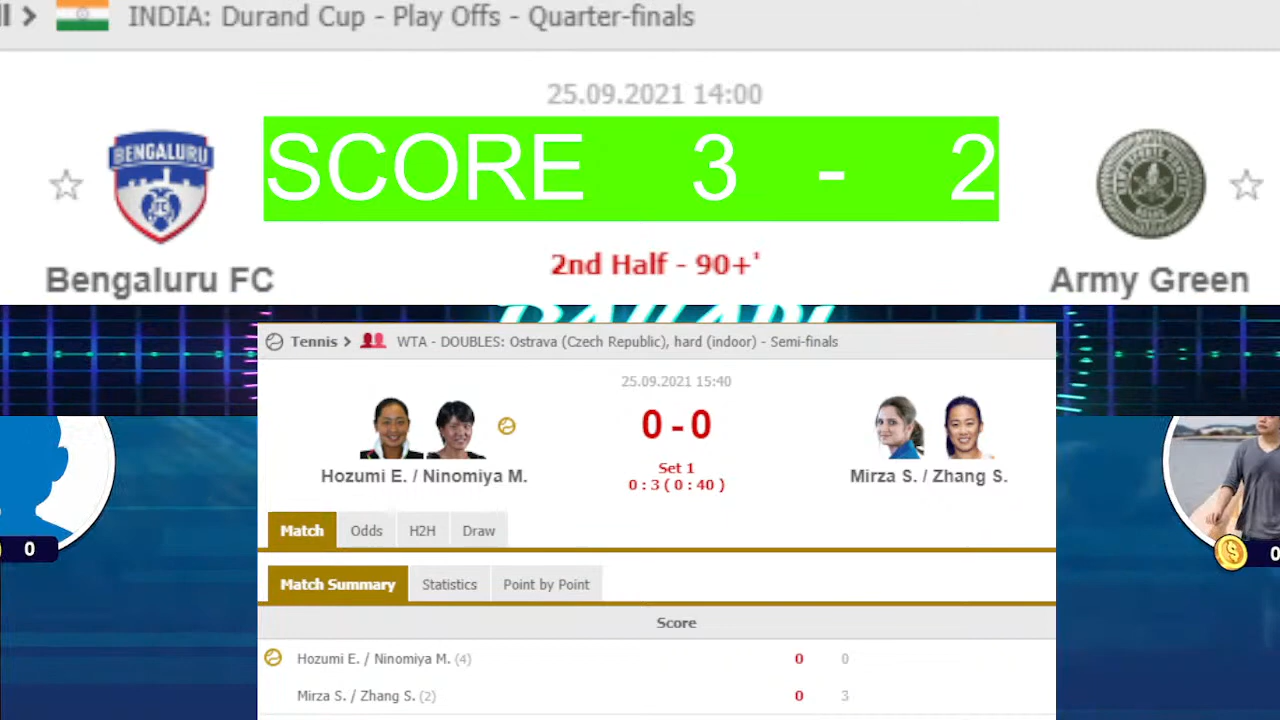 INDIA: Durand Cup - Play Offs - Quarter-finals
25.09.2021 14:00
BENGALURU
SCORE 3 - 2
2nd Half - 90+'
Bengaluru FC
Army Green
Tennis
WTA - DOUBLES: Ostrava (Czech Republic), hard (indoor) - Semi-finals
25.09.2021 15:40
0 - 0
Hozumi E. / Ninomiya M.
Mirza S. / Zhang S.
Set 1
0 : 3 ( 0 : 40 )
Match Odds H2H Draw
0
0
Match Summary Statistics Point by Point
Score
Hozumi E. / Ninomiya M. (4) 0 0
Mirza S. / Zhang S. (2) 0 3